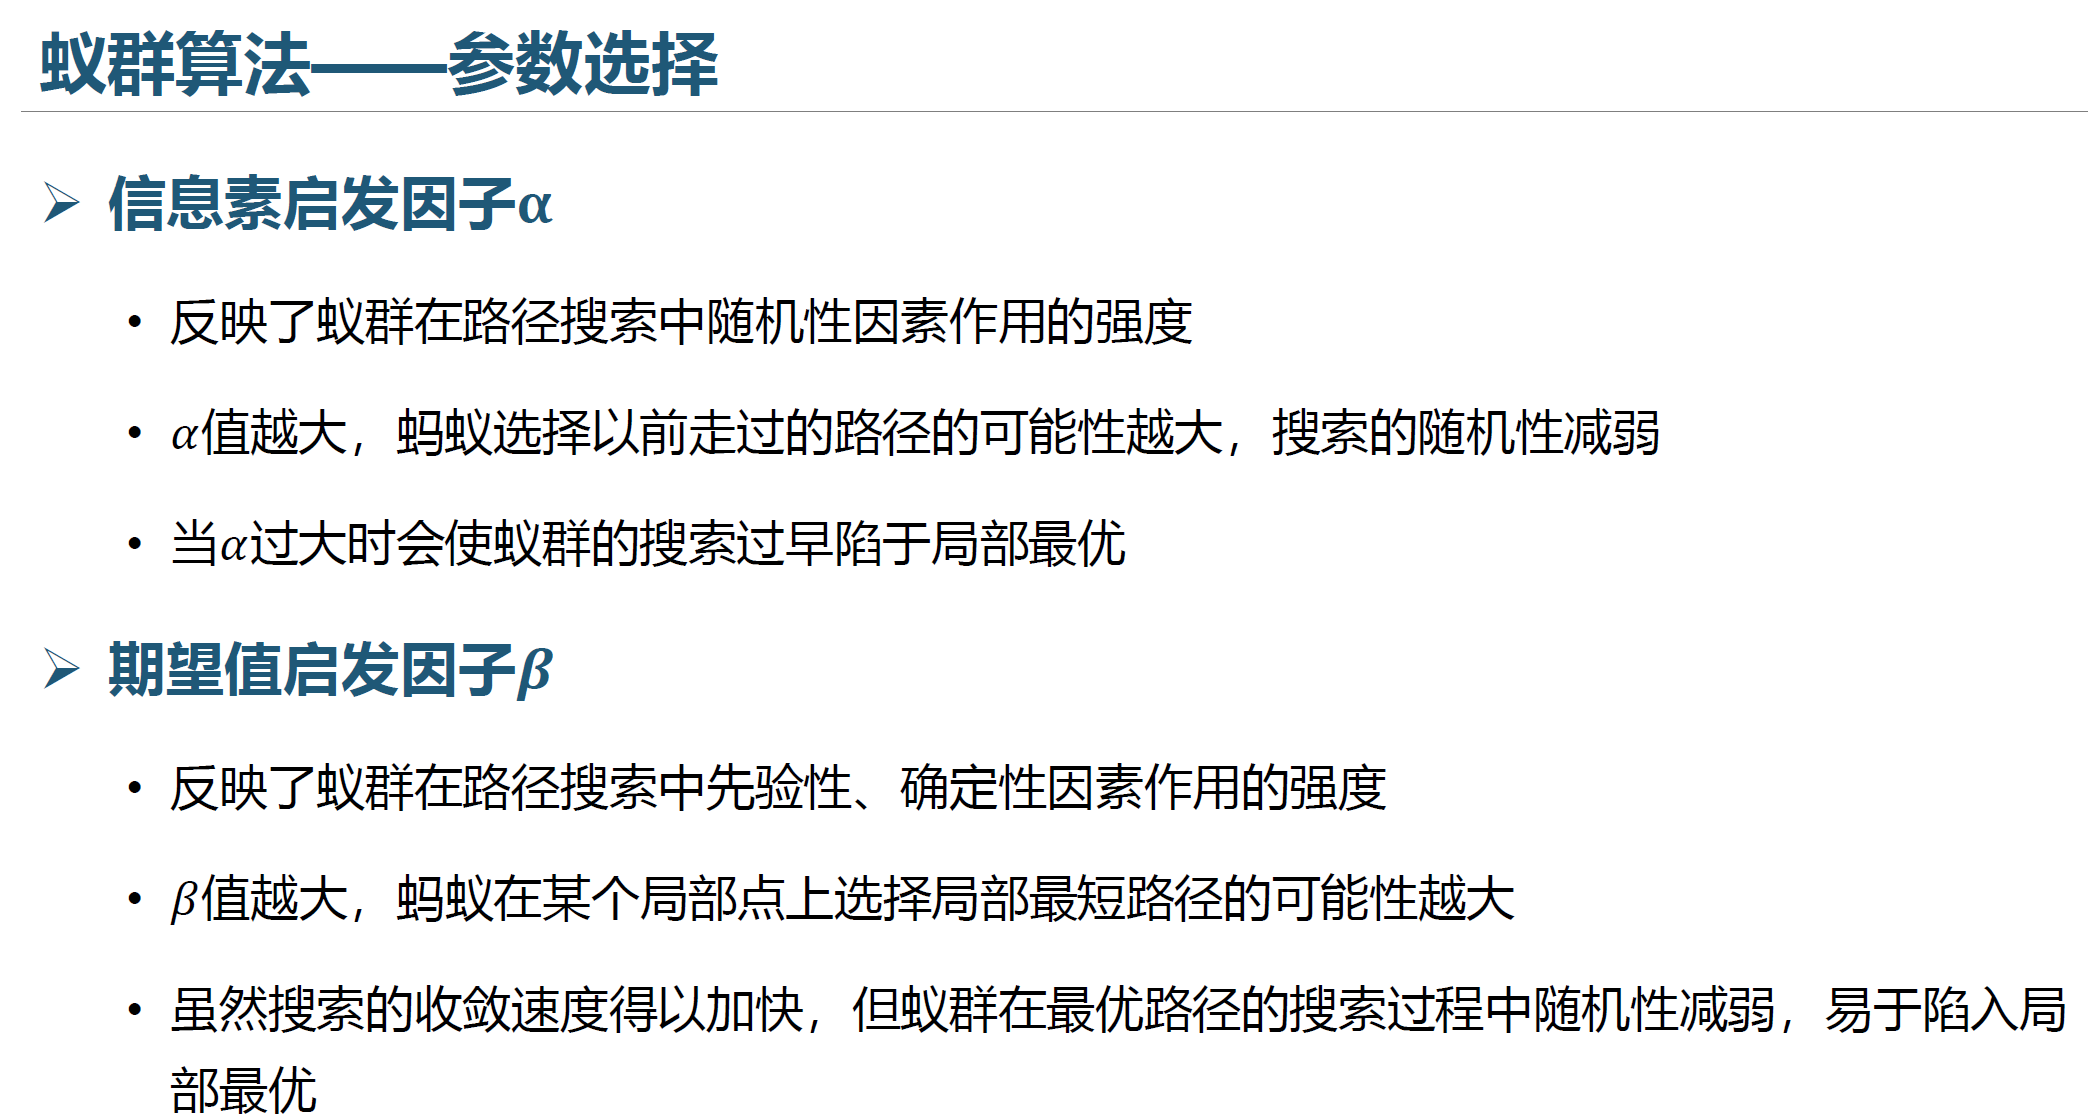 蚁群算法——参数选择
信息素启发因子α
• 反映了蚁群在路径搜索中随机性因素作用的强度
• α值越大，蚂蚁选择以前走过的路径的可能性越大，搜索的随机性减弱
• 当α过大时会使蚁群的搜索过早陷于局部最优
期望值启发因子β
• 反映了蚁群在路径搜索中先验性、确定性因素作用的强度
• β值越大，蚂蚁在某个局部点上选择局部最短路径的可能性越大
• 虽然搜索的收敛速度得以加快，但蚁群在最优路径的搜索过程中随机性减弱，易于陷入局
部最优